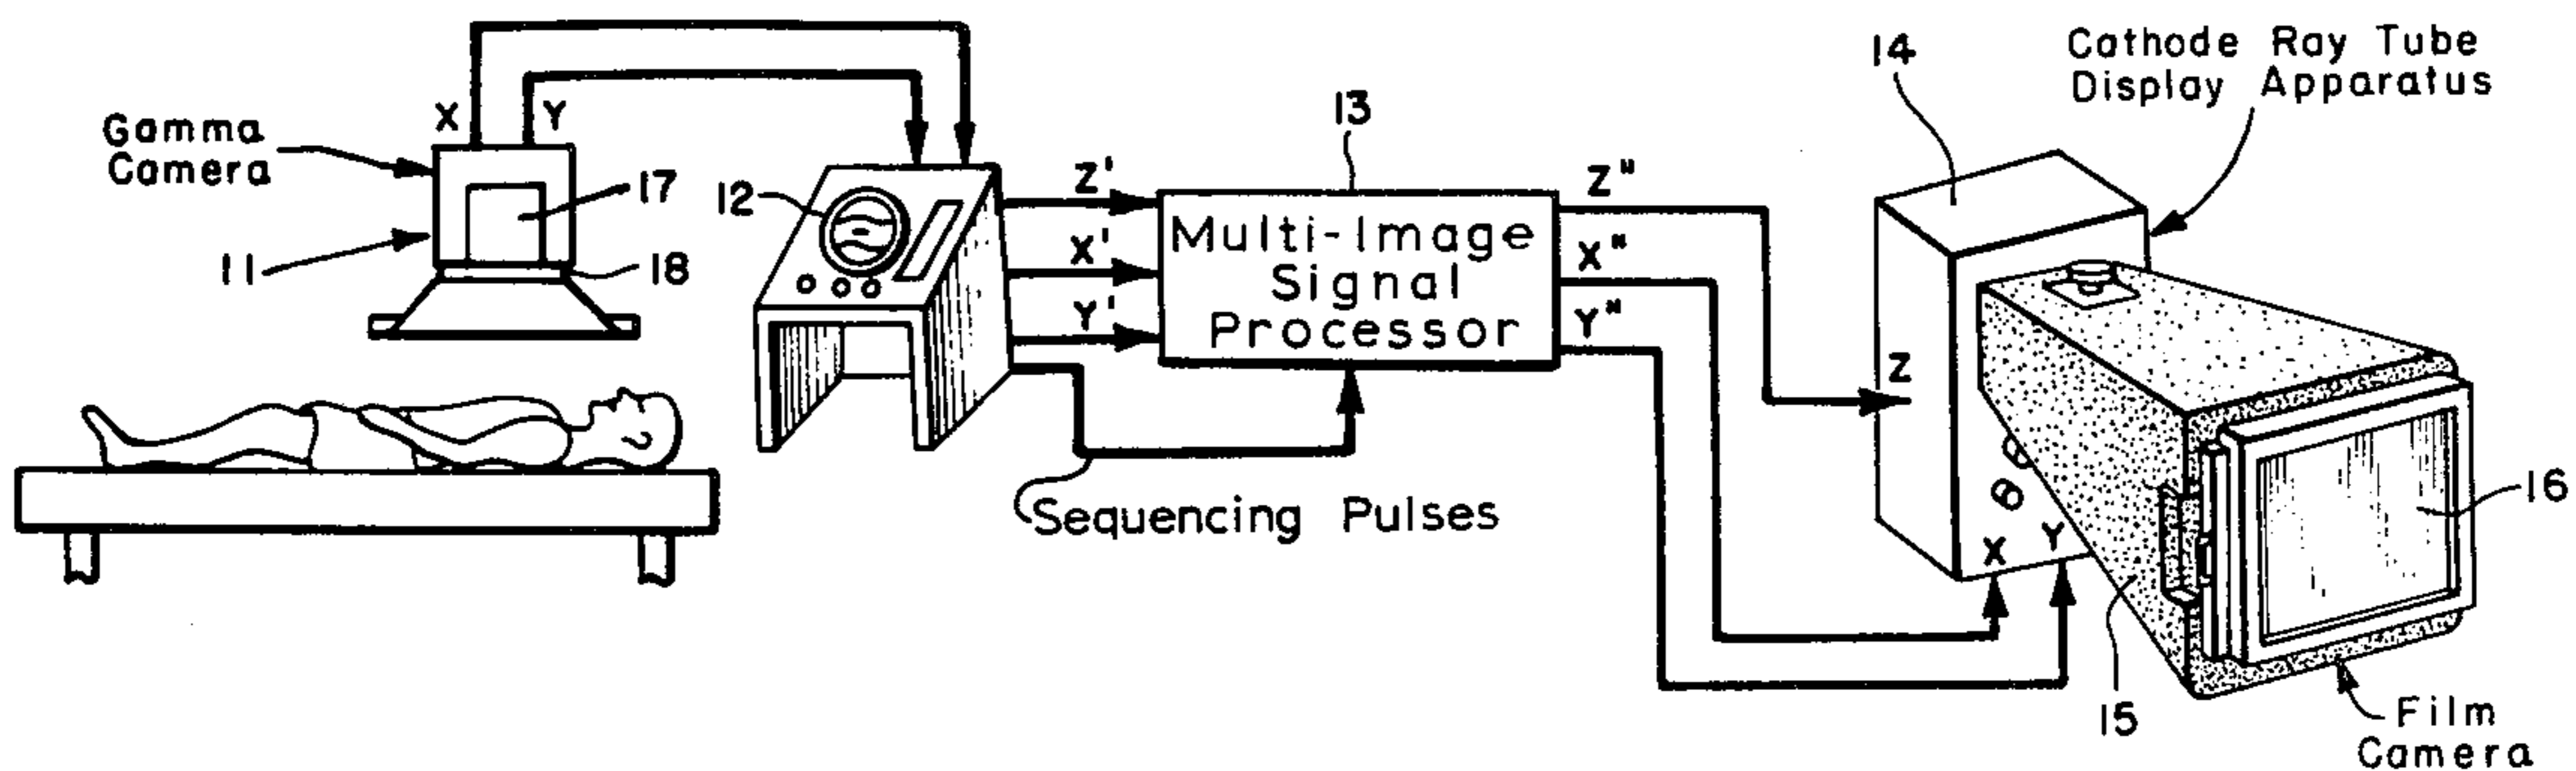 Gamma
Camera
X
Y
11
17
18
12
Z'
X'
Y'
13
Multi-Image
Signal
Processor
Sequencing Pulses
Z"
X"
Y"
14
Cathode Ray Tube
Display Apparatus
Z
X
Y
15
16
Film
Camera